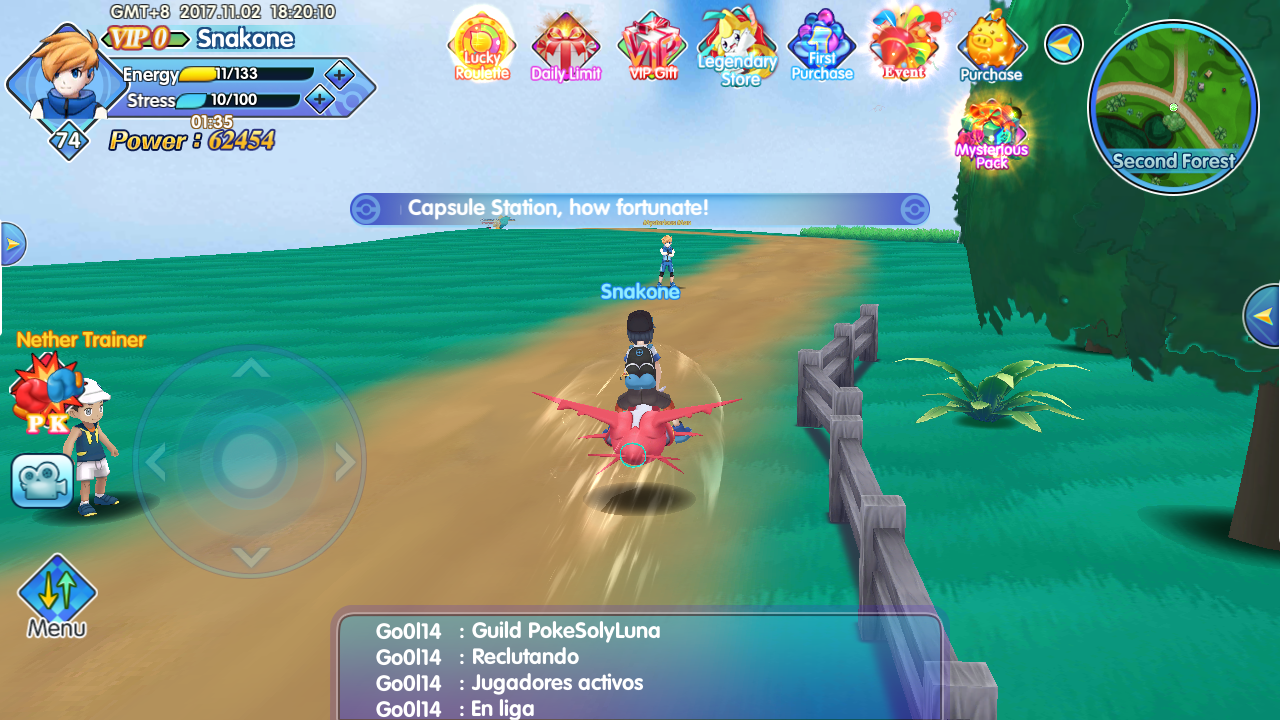 GMT+8 2017.11.02 18:20:10
VIP 0 Snakone
Energy 11/133
Stress 10/100
01:35
74 Power : 62454
Lucky Roulette
Daily Limit
VIP Gift
Legendary Store
First Purchase
Event
Purchase
Mysterious Pack
Second Forest
Capsule Station, how fortunate!
Snakone
Nether Trainer
PK
Menu
Go0l14 : Guild PokeSolyLuna
Go0l14 : Reclutando
Go0l14 : Jugadores activos
Go0l14 : En liga